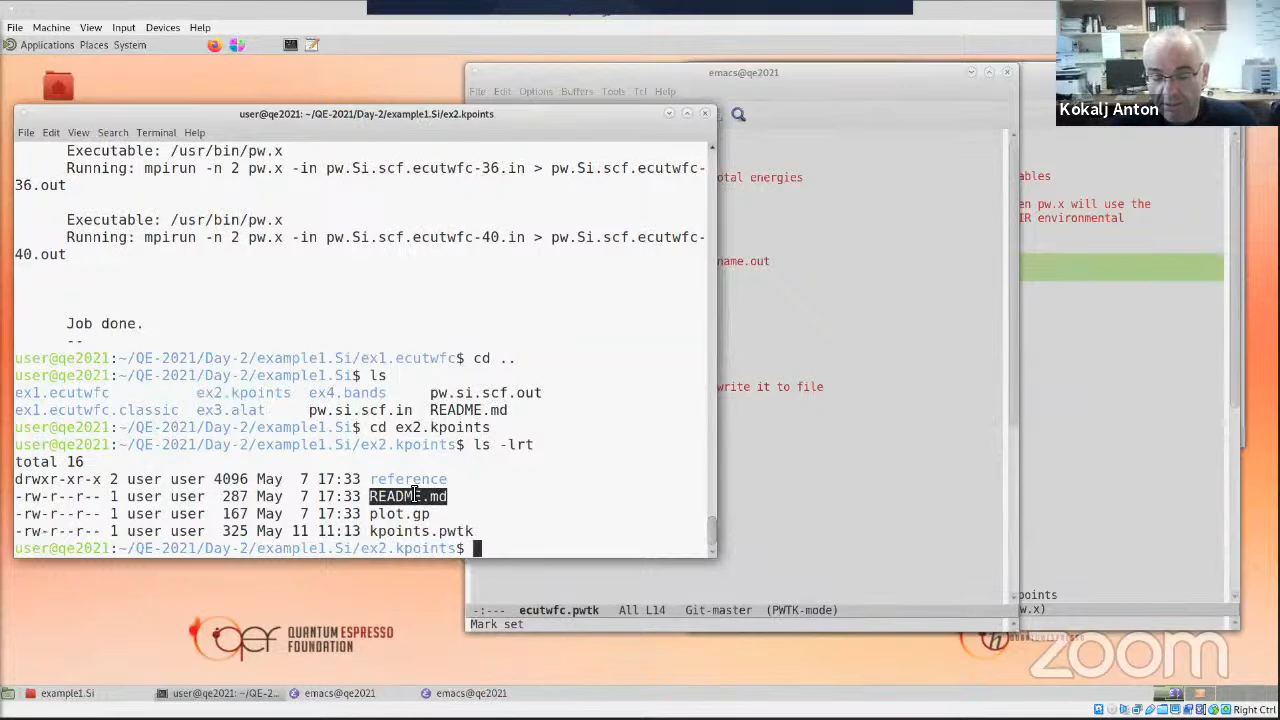 File Machine View Input Devices Help
Applications Places System
emacs@qe2021
File Edit Options Buffers Tools Tcl Help
Kokalj Anton
user@qe2021: ~/QE-2021/Day-2/example1.Si/ex2.kpoints
File Edit View Search Terminal Help
Executable: /usr/bin/pw.x
Running: mpirun -n 2 pw.x -in pw.Si.scf.ecutwfc-36.in > pw.Si.scf.ecutwfc-
36.out
Executable: /usr/bin/pw.x
Running: mpirun -n 2 pw.x -in pw.Si.scf.ecutwfc-40.in > pw.Si.scf.ecutwfc-
40.out
Job done.
--
user@qe2021:~/QE-2021/Day-2/example1.Si/ex1.ecutwfc$ cd ..
user@qe2021:~/QE-2021/Day-2/example1.Si$ ls
ex1.ecutwfc ex2.kpoints ex4.bands pw.si.scf.out
ex1.ecutwfc.classic ex3.alat pw.si.scf.in README.md
user@qe2021:~/QE-2021/Day-2/example1.Si$ cd ex2.kpoints
user@qe2021:~/QE-2021/Day-2/example1.Si/ex2.kpoints$ ls -lrt
total 16
drwxr-xr-x 2 user user 4096 May 7 17:33 reference
-rw-r--r-- 1 user user 287 May 7 17:33 README.md
-rw-r--r-- 1 user user 167 May 7 17:33 plot.gp
-rw-r--r-- 1 user user 325 May 11 11:13 kpoints.pwtk
user@qe2021:~/QE-2021/Day-2/example1.Si/ex2.kpoints$
otal energies
name.out
write it to file
ables
en pw.x will use the
IR environmental
-:--- ecutwfc.pwtk All L14 Git-master (PWTK-mode)
Mark set
points
w.x)
QUANTUM ESPRESSO
FOUNDATION
zoom
example1.Si user@qe2021: ~/QE-2... emacs@qe2021 emacs@qe2021
Right Ctrl